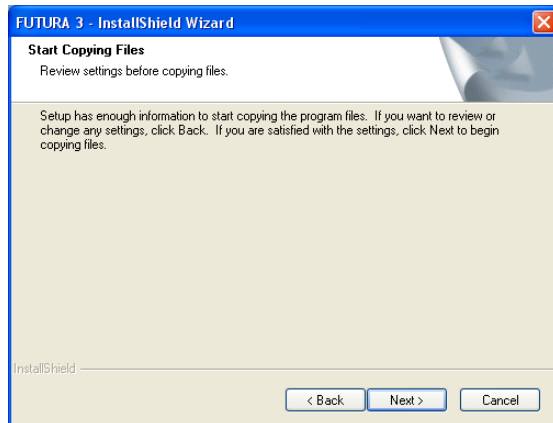 FUTURA 3 - InstallShield Wizard
Start Copying Files
Review settings before copying files.
Setup has enough information to start copying the program files. If you want to review or
change any settings, click Back. If you are satisfied with the settings, click Next to begin
copying files.
InstallShield
< Back Next > Cancel